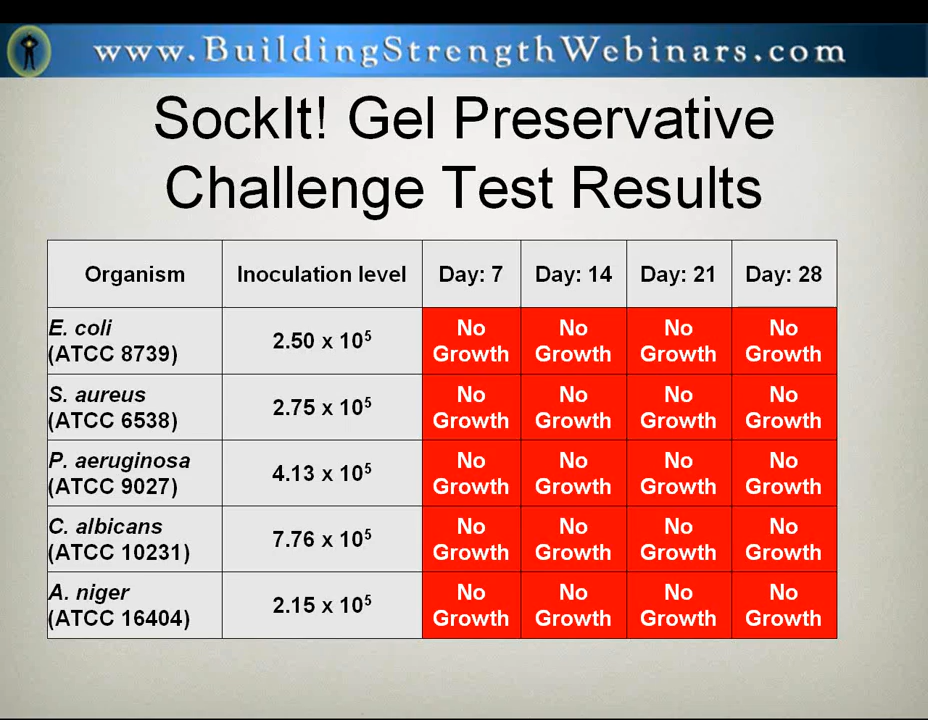 www.BuildingStrengthWebinars.com
SockIt! Gel Preservative
Challenge Test Results
Organism Inoculation level Day: 7 Day: 14 Day: 21 Day: 28
E. coli
(ATCC 8739) 2.50 x 10⁵ No Growth No Growth No Growth No Growth
S. aureus
(ATCC 6538) 2.75 x 10⁵ No Growth No Growth No Growth No Growth
P. aeruginosa
(ATCC 9027) 4.13 x 10⁵ No Growth No Growth No Growth No Growth
C. albicans
(ATCC 10231) 7.76 x 10⁵ No Growth No Growth No Growth No Growth
A. niger
(ATCC 16404) 2.15 x 10⁵ No Growth No Growth No Growth No Growth